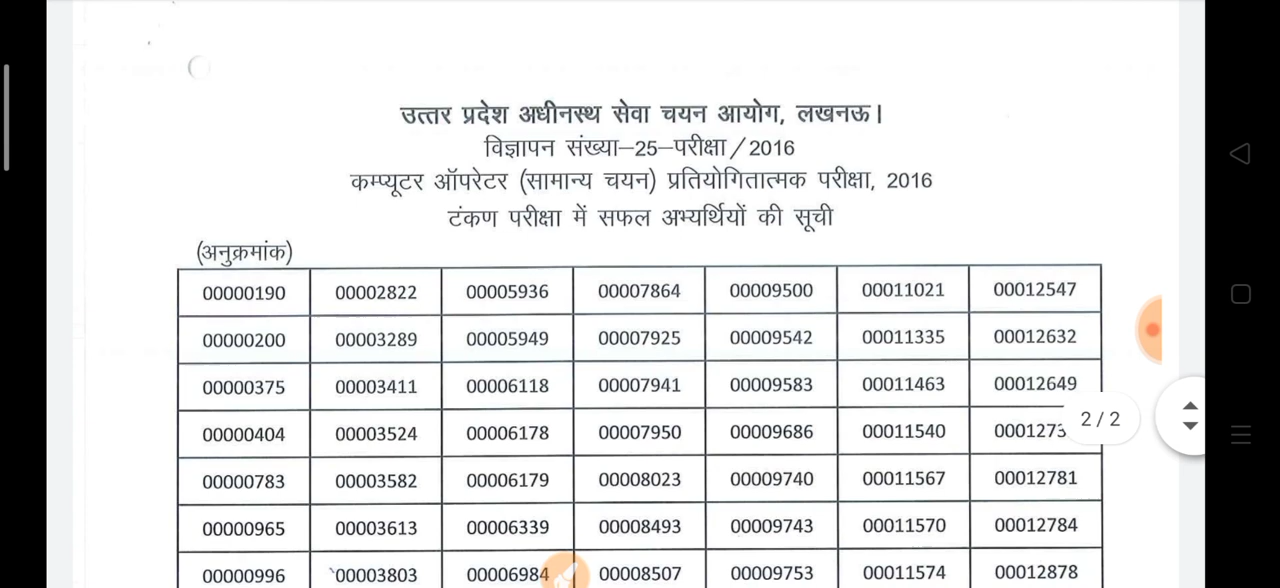 उत्तर प्रदेश अधीनस्थ सेवा चयन आयोग, लखनऊ।
विज्ञापन संख्या–25–परीक्षा/2016
कम्प्यूटर ऑपरेटर (सामान्य चयन) प्रतियोगितात्मक परीक्षा, 2016
टंकण परीक्षा में सफल अभ्यर्थियों की सूची
(अनुक्रमांक)
00000190 00002822 00005936 00007864 00009500 00011021 00012547
00000200 00003289 00005949 00007925 00009542 00011335 00012632
00000375 00003411 00006118 00007941 00009583 00011463 00012649
00000404 00003524 00006178 00007950 00009686 00011540
2/2
00000783 00003582 00006179 00008023 00009740 00011567 00012781
00000965 00003613 00006339 00008493 00009743 00011570 00012784
00000996 00003803 00006984 00008507 00009753 00011574 00012878